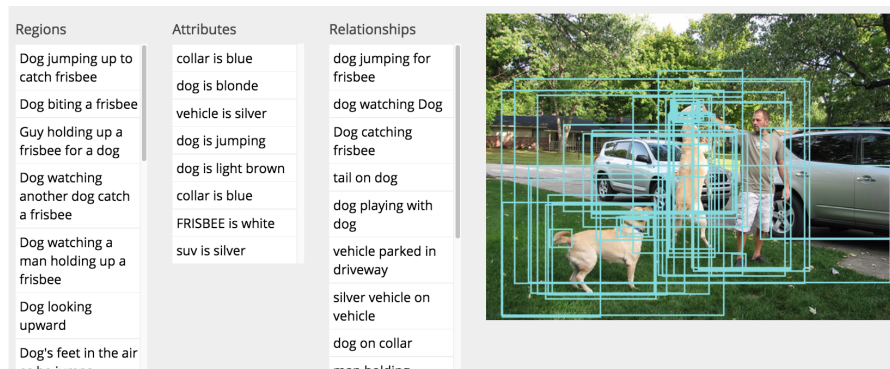 Regions
Dog jumping up to
catch frisbee
Dog biting a frisbee
Guy holding up a
frisbee for a dog
Dog watching
another dog catch
a frisbee
Dog watching a
man holding up a
frisbee
Dog looking
upward
Dog's feet in the air
Attributes
collar is blue
dog is blonde
vehicle is silver
dog is jumping
dog is light brown
collar is blue
FRISBEE is white
suv is silver
Relationships
dog jumping for
frisbee
dog watching Dog
Dog catching
frisbee
tail on dog
dog playing with
dog
vehicle parked in
driveway
silver vehicle on
vehicle
dog on collar
man holding